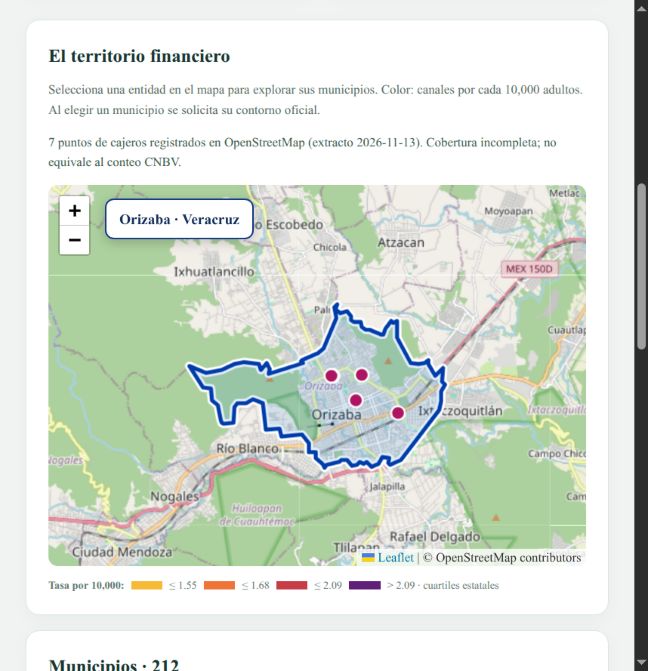 El territorio financiero
Selecciona una entidad en el mapa para explorar sus municipios. Color: canales por cada 10,000 adultos.
Al elegir un municipio se solicita su contorno oficial.
7 puntos de cajeros registrados en OpenStreetMap (extracto 2026-11-13). Cobertura incompleta; no
equivale al conteo CNBV.
+
−
Orizaba · Veracruz
o Escobedo
Metlac
Moyoapan
Chicola
Atzacan
Ixhuatlancillo
MEX 150D
Cuautlap
Orizaba
Orizaba
Río Blanco
Nogales
Campo Chic
Nogales
Jalapilla
Huiloapan
de Cuauhtémoc
Rafael Delgado
Ciudad Mendoza
Leaflet | © OpenStreetMap contributors
Tasa por 10,000: ≤ 1.55 ≤ 1.68 ≤ 2.09 > 2.09 · cuartiles estatales
Municipios · 212